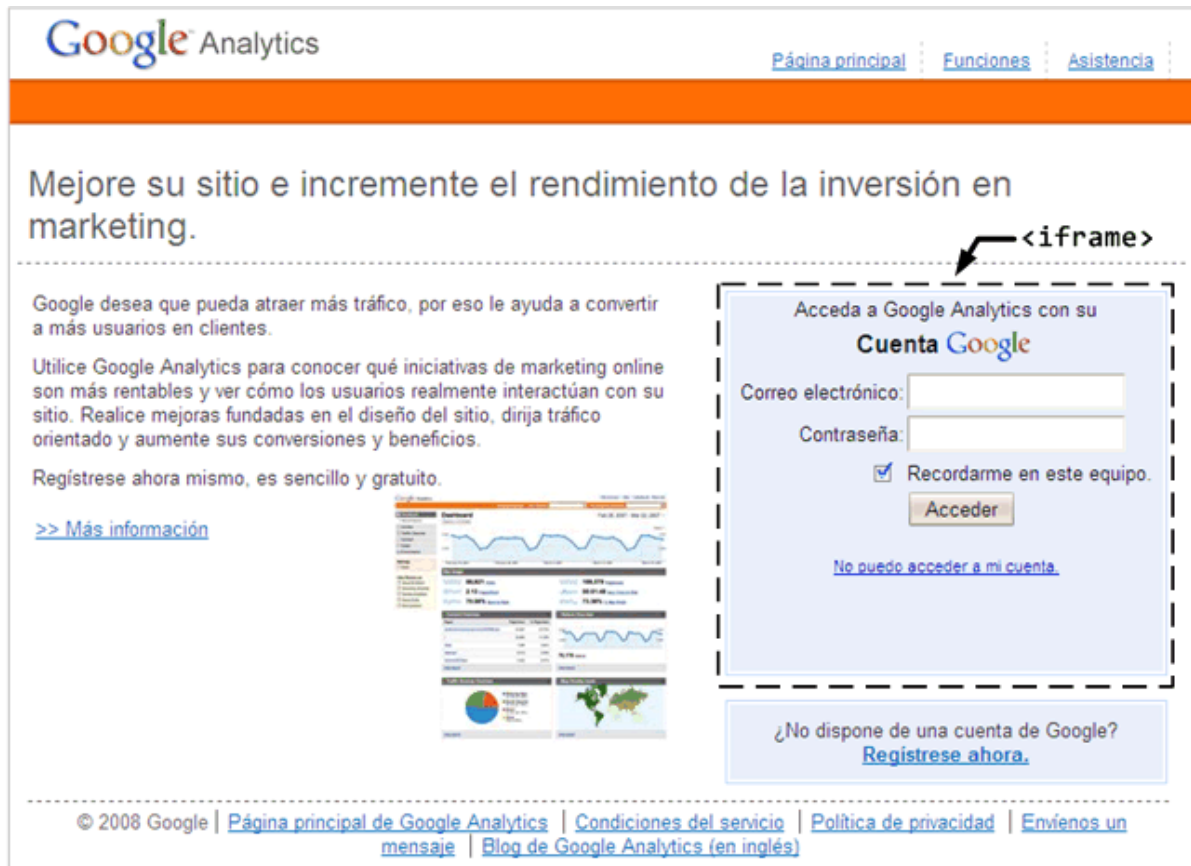 Google™ Analytics
Página principal Funciones Asistencia
Mejore su sitio e incremente el rendimiento de la inversión en
marketing.
<iframe>
Google desea que pueda atraer más tráfico, por eso le ayuda a convertir
a más usuarios en clientes.
Utilice Google Analytics para conocer qué iniciativas de marketing online
son más rentables y ver cómo los usuarios realmente interactúan con su
sitio. Realice mejoras fundadas en el diseño del sitio, dirija tráfico
orientado y aumente sus conversiones y beneficios.
Regístrese ahora mismo, es sencillo y gratuito.
>> Más información
Google Analytics
Dashboard
Acceda a Google Analytics con su
Cuenta Google
Correo electrónico:
Contraseña:
Recordarme en este equipo.
Acceder
No puedo acceder a mi cuenta.
¿No dispone de una cuenta de Google?
Regístrese ahora.
© 2008 Google | Página principal de Google Analytics | Condiciones del servicio | Política de privacidad | Envíenos un
mensaje | Blog de Google Analytics (en inglés)